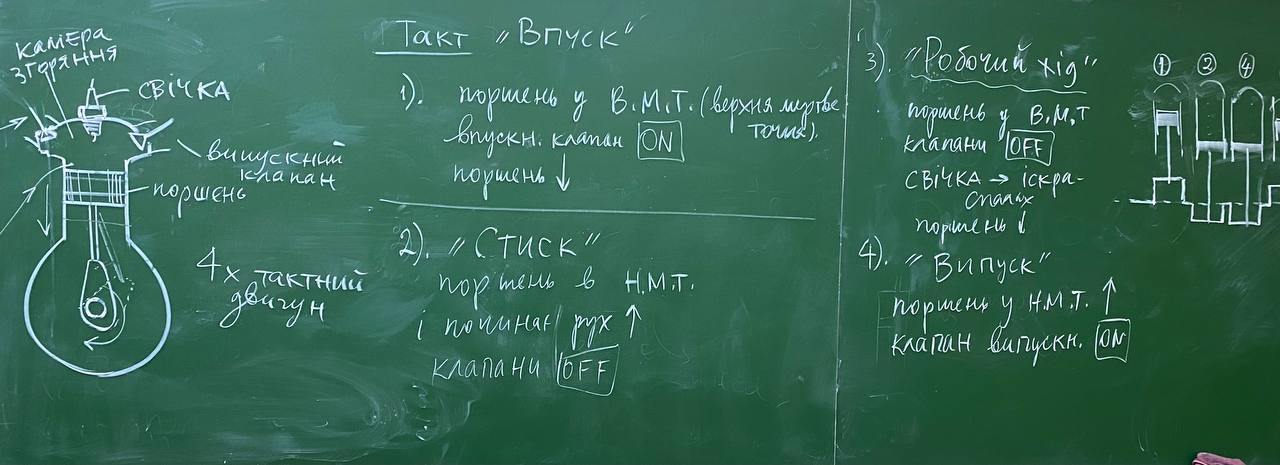 камера
згоряння
свічка
випускний
клапан
поршень
4х тактний
двигун
Такт „Впуск"
1). поршень у В.М.Т. (верхня мертва
точка).
впускн. клапан ON
поршень ↓
2). „Стиск"
поршень в Н.М.Т.
і починає рух ↑
клапани OFF
3). „Робочий хід"
поршень у В.М.Т
клапани OFF
свічка → іскра-
спалах
поршень ↓
4). „Випуск"
поршень у Н.М.Т. ↑
клапан випускн. ON
1 2 4